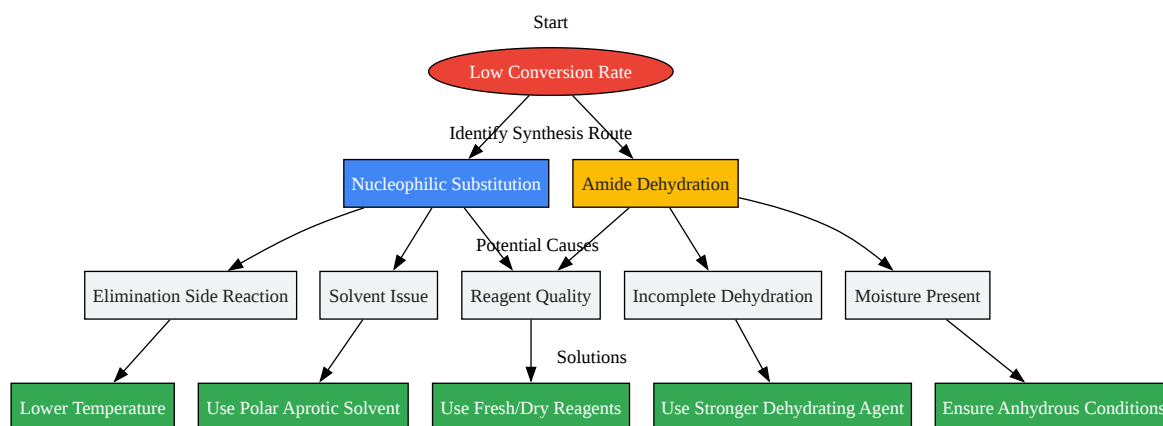 Start
Low Conversion Rate
Identify Synthesis Route
Nucleophilic Substitution
Amide Dehydration
Potential Causes
Elimination Side Reaction
Solvent Issue
Reagent Quality
Incomplete Dehydration
Moisture Present
Solutions
Lower Temperature
Use Polar Aprotic Solvent
Use Fresh/Dry Reagents
Use Stronger Dehydrating Agent
Ensure Anhydrous Conditions